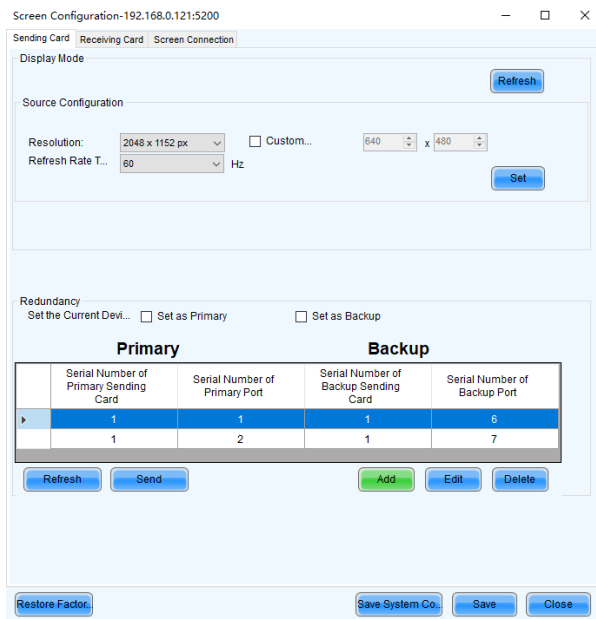 Screen Configuration-192.168.0.121:5200
Sending Card Receiving Card Screen Connection
Display Mode
Refresh
Source Configuration
Resolution: 2048 x 1152 px Custom... 640 x 480
Refresh Rate T... 60 Hz
Set
Redundancy
Set the Current Devi... Set as Primary Set as Backup
Primary Backup
Serial Number of Primary Sending Card Serial Number of Primary Port Serial Number of Backup Sending Card Serial Number of Backup Port
1 1 1 6
1 2 1 7
Refresh Send Add Edit Delete
Restore Factor.. Save System Co.. Save Close